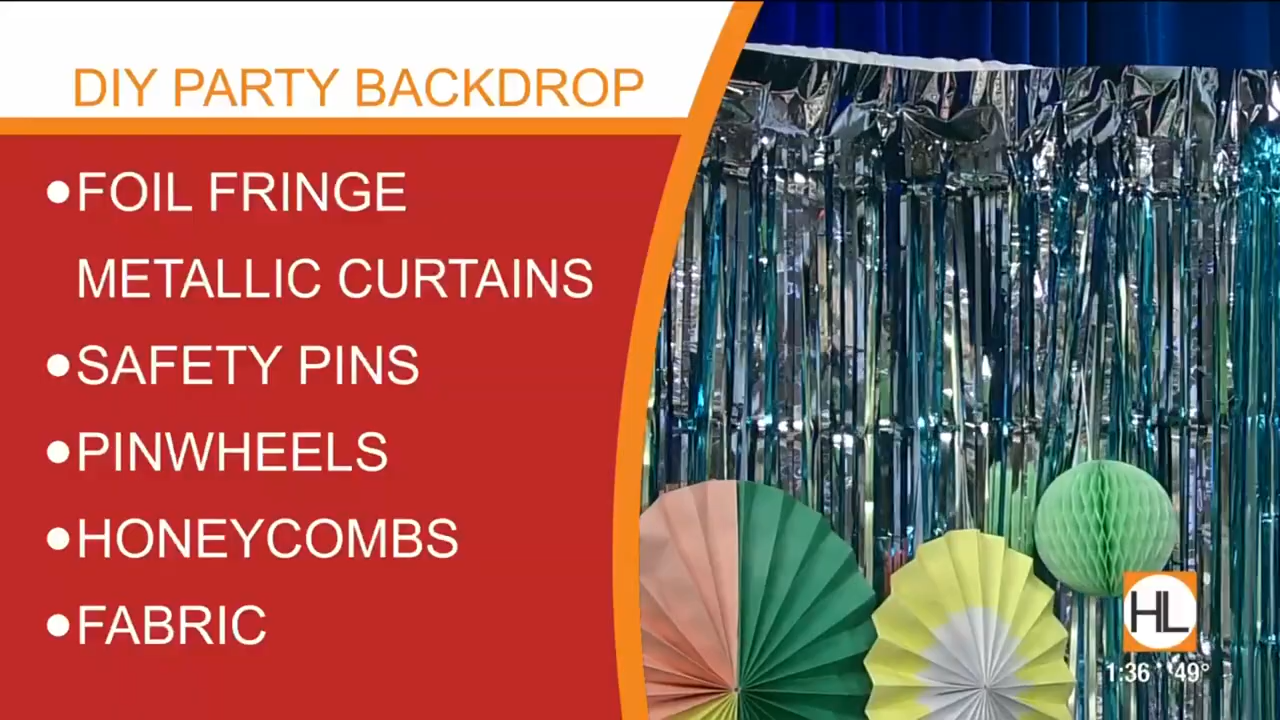 DIY PARTY BACKDROP
●FOIL FRINGE
METALLIC CURTAINS
●SAFETY PINS
●PINWHEELS
●HONEYCOMBS
●FABRIC
HL
1:36 49°